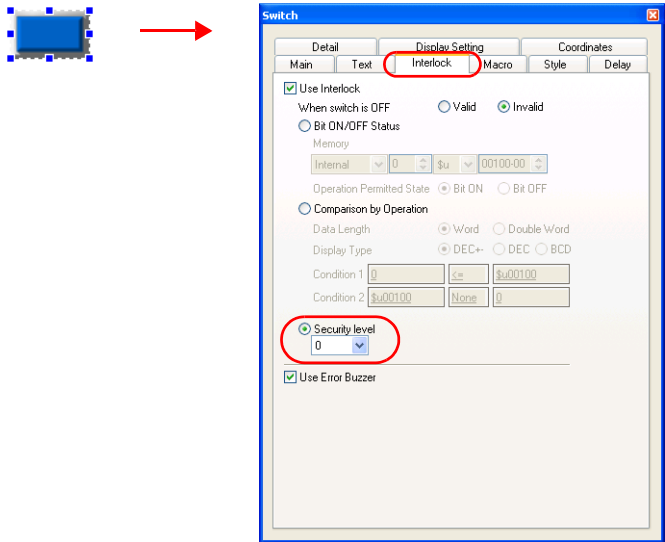 Switch
Detail Display Setting Coordinates
Main Text Interlock Macro Style Delay
Use Interlock
When switch is OFF Valid Invalid
Bit ON/OFF Status
Memory
Internal 0 $u 00100-00
Operation Permitted State Bit ON Bit OFF
Comparison by Operation
Data Length Word Double Word
Display Type DEC+- DEC BCD
Condition 1 0 <= $u00100
Condition 2 $u00100 None 0
Security level
0
Use Error Buzzer